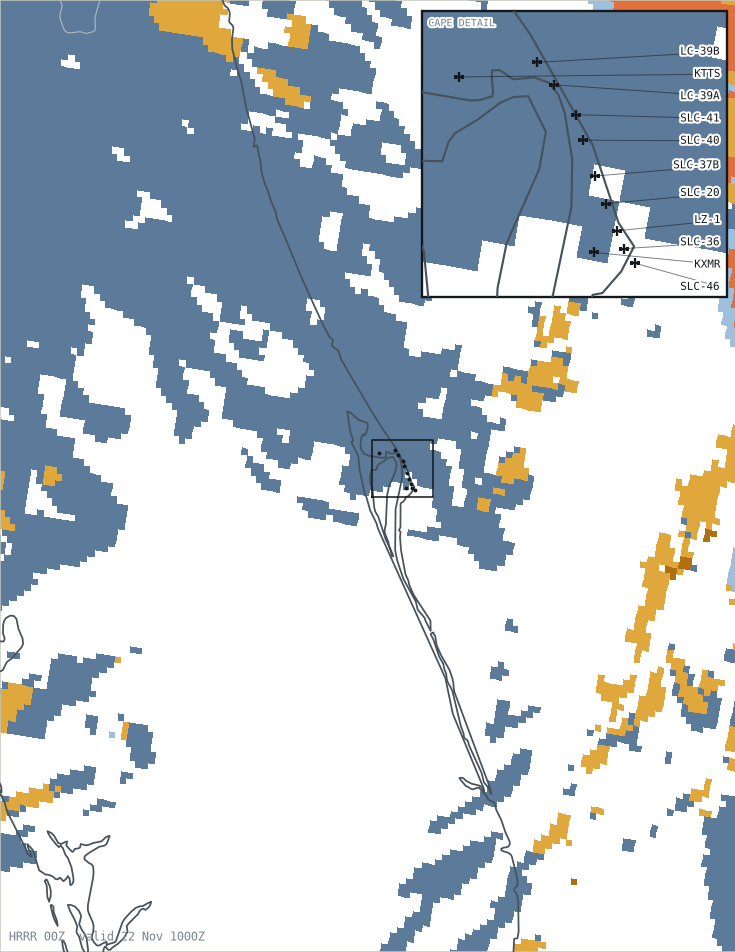 CAPE DETAIL
LC-39B
KTTS
LC-39A
SLC-41
SLC-40
SLC-37B
SLC-20
LZ-1
SLC-36
KXMR
SLC-46
HRRR 00Z valid 22 Nov 1000Z